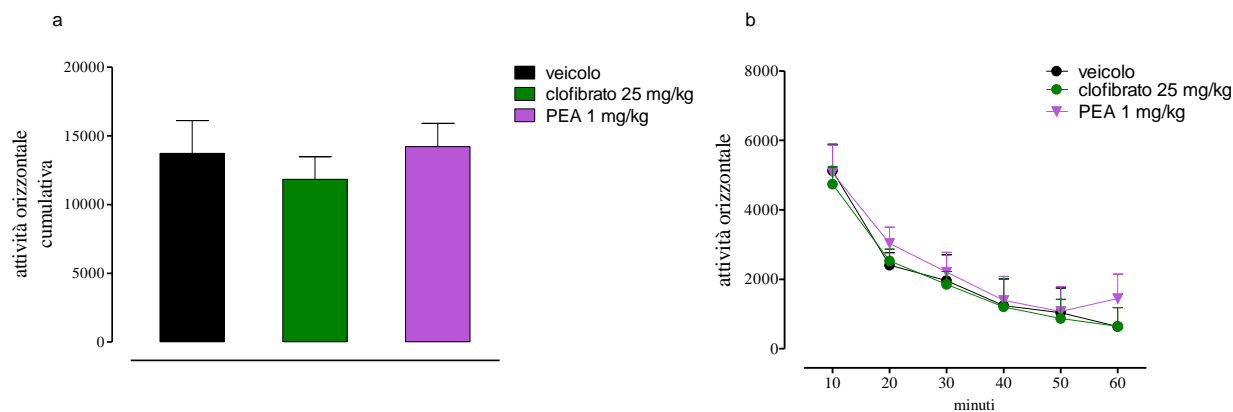 a
20000
15000
10000
5000
0
attività orizzontale
cumulativa
veicolo
clofibrato 25 mg/kg
PEA 1 mg/kg
b
8000
6000
4000
2000
0
attività orizzontale
veicolo
clofibrato 25 mg/kg
PEA 1 mg/kg
10 20 30 40 50 60
minuti